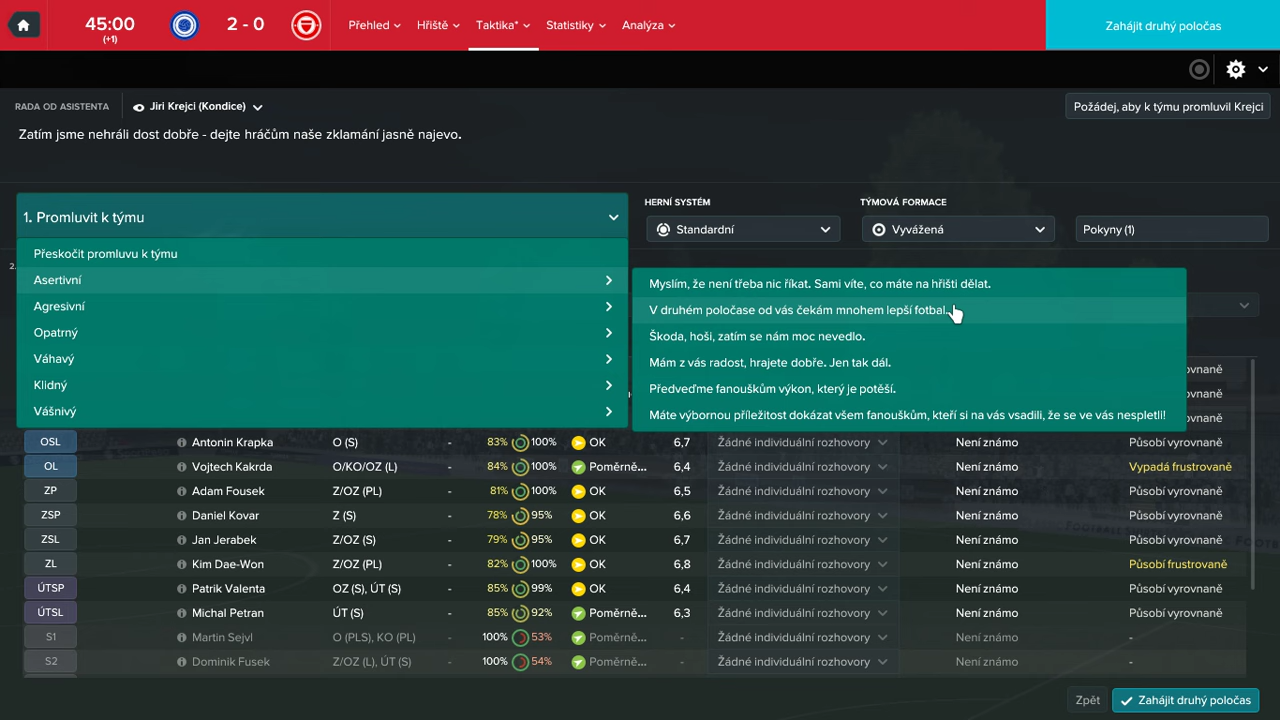 45:00
(+1)
2 - 0
Přehled
Hřiště
Taktika*
Statistiky
Analýza
Zahájit druhý poločas
RADA OD ASISTENTA
Jiri Krejci (Kondice)
Požádej, aby k týmu promluvil Krejci
Zatím jsme nehráli dost dobře - dejte hráčům naše zklamání jasně najevo.
1. Promluvit k týmu
HERNÍ SYSTÉM
Standardní
TÝMOVÁ FORMACE
Vyvážená
Pokyny (1)
2.
Přeskočit promluvu k týmu
Asertivní
Agresivní
Opatrný
Váhavý
Klidný
Vášnivý
Myslím, že není třeba nic říkat. Sami víte, co máte na hřišti dělat.
V druhém poločase od vás čekám mnohem lepší fotbal.
Škoda, hoši, zatím se nám moc nevedlo.
Mám z vás radost, hrajete dobře. Jen tak dál.
Předveďme fanouškům výkon, který je potěší.
Máte výbornou příležitost dokázat všem fanouškům, kteří si na vás vsadili, že se ve vás nespletli!
OSL Antonin Krapka O (S) - 83% 100% OK 6,7 Žádné individuální rozhovory Není známo Působí vyrovnaně
OL Vojtech Kakrda O/KO/OZ (L) - 84% 100% Poměrně... 6,4 Žádné individuální rozhovory Není známo Vypadá frustrovaně
ZP Adam Fousek Z/OZ (PL) - 81% 100% OK 6,5 Žádné individuální rozhovory Není známo Působí vyrovnaně
ZSP Daniel Kovar Z (S) - 78% 95% OK 6,6 Žádné individuální rozhovory Není známo Působí vyrovnaně
ZSL Jan Jerabek Z/OZ (S) - 79% 95% OK 6,7 Žádné individuální rozhovory Není známo Působí vyrovnaně
ZL Kim Dae-Won Z/OZ (PL) - 82% 100% OK 6,8 Žádné individuální rozhovory Není známo Působí frustrovaně
ÚTSP Patrik Valenta OZ (S), ÚT (S) - 85% 99% OK 6,4 Žádné individuální rozhovory Není známo Působí vyrovnaně
ÚTSL Michal Petran ÚT (S) - 85% 92% Poměrně... 6,3 Žádné individuální rozhovory Není známo Působí vyrovnaně
S1 Martin Sejvl O (PLS), KO (PL) - 100% 53% Poměrně... - Žádné individuální rozhovory Není známo -
S2 Dominik Fusek Z/OZ (L), ÚT (S) - 100% 54% Poměrně... - Žádné individuální rozhovory Není známo -
Zpět
Zahájit druhý poločas